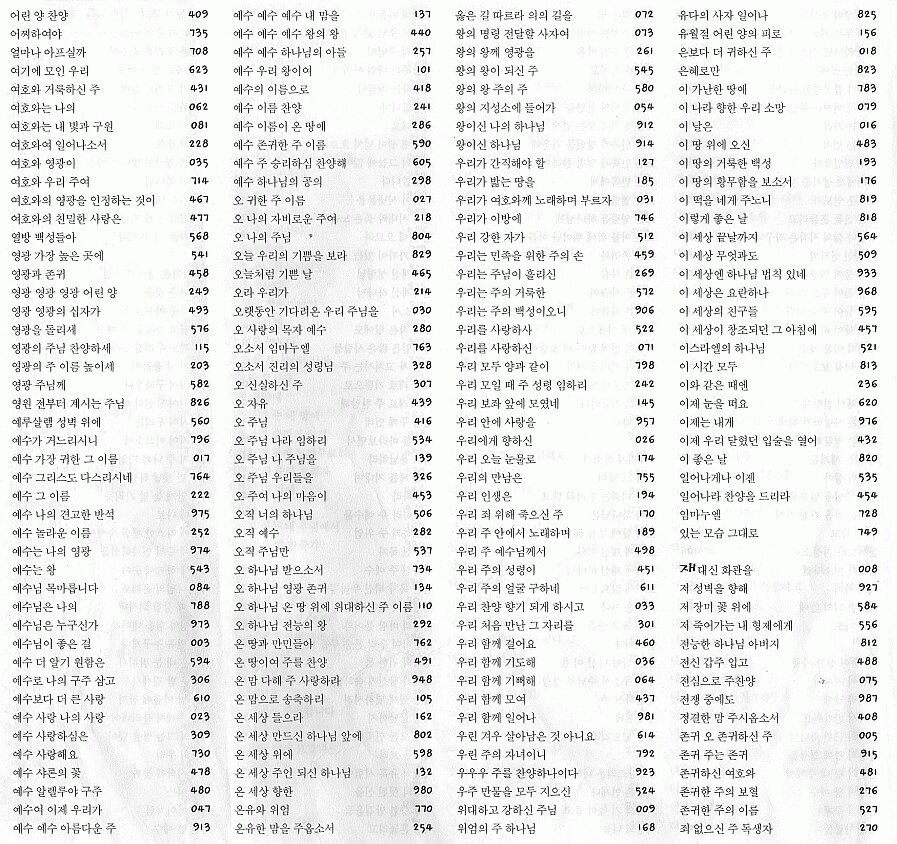 어린 양 찬양 409
어찌하여야 735
얼마나 아프실까 708
여기에 모인 우리 623
여호와 거룩하신 주 431
여호와는 나의 062
여호와는 내 빛과 구원 081
여호와여 일어나소서 228
여호와 영광이 035
여호와 우리 주여 714
여호와의 영광을 인정하는 것이 467
여호와의 친밀한 사랑은 477
열방 백성들아 568
영광 가장 높은 곳에 541
영광과 존귀 458
영광 영광 영광 어린 양 249
영광 영광의 십자가 493
영광을 돌리세 576
영광의 주님 찬양하세 115
영광의 주 이름 높이세 203
영광 주님께 582
영원 전부터 계시는 주님 826
예루살렘 성벽 위에 560
예수가 거느리시니 796
예수 가장 귀한 그 이름 017
예수 그리스도 다스리시네 764
예수 그 이름 222
예수 나의 견고한 반석 975
예수 놀라운 이름 252
예수는 나의 영광 974
예수는 왕 543
예수님 목마릅니다 084
예수님은 나의 788
예수님은 누구신가 973
예수님이 좋은 걸 003
예수 더 알기 원함은 594
예수로 나의 구주 삼고 306
예수보다 더 큰 사랑 610
예수 사랑 나의 사랑 023
예수 사랑하심은 309
예수 사랑해요 730
예수 샤론의 꽃 478
예수 알렐루야 구주 480
예수여 이제 우리가 047
예수 예수 아름다운 주 913
예수 예수 예수 내 맘을 137
예수 예수 예수 왕의 왕 440
예수 예수 하나님의 아들 257
예수 우리 왕이여 101
예수의 이름으로 418
예수 이름 찬양 241
예수 이름이 온 땅에 286
예수 존귀한 주 이름 590
예수 주 승리하심 찬양해 605
예수 하나님의 공의 298
오 귀한 주 이름 027
오 나의 자비로운 주여 218
오 나의 주님 804
오늘 우리의 기쁨을 보라 829
오늘처럼 기쁜 날 465
오라 우리가 214
오랫동안 기다려온 우리 주님을 030
오 사랑의 목자 예수 280
오소서 임마누엘 763
오소서 진리의 성령님 328
오 신실하신 주 307
오 자유 439
오 주님 416
오 주님 나라 임하리 534
오 주님 나 주님을 139
오 주님 우리들을 326
오 주여 나의 마음이 453
오직 너의 하나님 506
오직 예수 282
오직 주님만 537
오 하나님 받으소서 734
오 하나님 영광 존귀 134
오 하나님 온 땅 위에 위대하신 주 이름 110
오 하나님 전능의 왕 292
온 땅과 만민들아 762
온 땅이여 주를 찬양 491
온 맘 다해 주 사랑하라 948
온 맘으로 송축하리 105
온 세상 들으라 162
온 세상 만드신 하나님 앞에 802
온 세상 위에 598
온 세상 주인 되신 하나님 132
온 세상 향한 980
온유와 위엄 770
온유한 맘을 주옵소서 254
옳은 길 따르라 의의 길을 072
왕의 명령 전달할 사자여 073
왕의 왕께 영광을 261
왕의 왕이 되신 주 545
왕의 왕 주의 주 580
왕의 지성소에 들어가 054
왕이신 나의 하나님 912
왕이신 하나님 914
우리가 간직해야 할 127
우리가 밟는 땅을 185
우리가 여호와께 노래하며 부르자 031
우리가 이방에 746
우리 강한 자가 512
우리는 민족을 위한 주의 손 459
우리는 주님이 흘리신 269
우리는 주의 거룩한 572
우리는 주의 백성이오니 906
우리를 사랑하사 522
우리를 사랑하신 071
우리 모두 양과 같이 798
우리 모일 때 주 성령 임하리 242
우리 보좌 앞에 모였네 145
우리 안에 사랑을 957
우리에게 향하신 026
우리 오늘 눈물로 174
우리의 만남은 755
우리 인생은 194
우리 죄 위해 죽으신 주 170
우리 주 안에서 노래하며 189
우리 주 예수님께서 498
우리 주의 성령이 451
우리 주의 얼굴 구하네 611
우리 찬양 향기 되게 하시고 033
우리 처음 만난 그 자리를 301
우리 함께 걸어요 460
우리 함께 기도해 036
우리 함께 기뻐해 064
우리 함께 모여 437
우리 함께 일어나 981
우린 겨우 살아남은 것 아니요 614
우린 주의 자녀이니 792
우우우 주를 찬양하나이다 923
우주 만물을 모두 지으신 524
위대하고 강하신 주님 009
위엄의 주 하나님 168
유다의 사자 일어나 825
유월절 어린 양의 피로 156
은보다 더 귀하신 주 018
은혜로만 823
이 가난한 땅에 783
이 나라 향한 우리 소망 079
이 날은 016
이 땅 위에 오신 483
이 땅의 거룩한 백성 193
이 땅의 황무함을 보소서 176
이 떡을 네게 주노니 819
이렇게 좋은 날 818
이 세상 끝날까지 564
이 세상 무엇과도 509
이 세상엔 하나님 법칙 있네 933
이 세상은 요란하나 968
이 세상의 친구들 595
이 세상이 창조되던 그 아침에 457
이스라엘의 하나님 521
이 시간 모두 813
이와 같은 때엔 236
이제 눈을 떠요 620
이제는 내게 976
이제 우리 닫혔던 입술을 열어 432
이 좋은 날 820
일어나게나 이젠 535
일어나라 찬양을 드리라 454
임마누엘 728
있는 모습 그대로 749
재 대신 화관을 008
저 성벽을 향해 927
저 장미 꽃 위에 584
저 죽어가는 내 형제에게 556
전능한 하나님 아버지 812
전신 갑주 입고 488
전심으로 주찬양 075
전쟁 중에도 987
정결한 맘 주시옵소서 408
존귀 오 존귀하신 주 005
존귀 주는 존귀 915
존귀하신 여호와 481
존귀한 주의 보혈 276
존귀한 주의 이름 527
죄 없으신 주 독생자 270